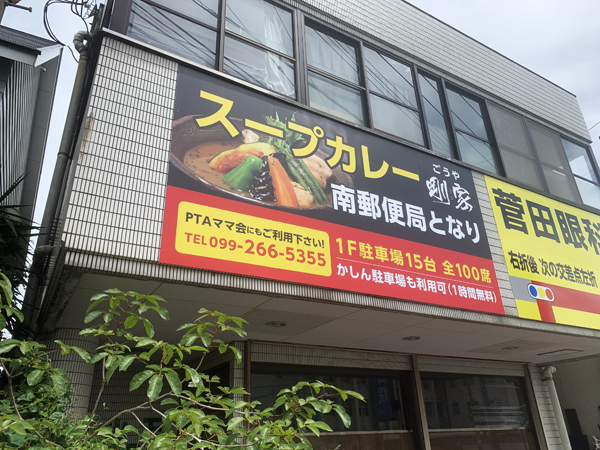 スープカレー
ごうや
剛家
南郵便局となり
PTAママ会にもご利用下さい!
TEL 099-266-5355
1F駐車場15台 全100席
かしん駐車場も利用可(1時間無料)
菅田眼科
右折後 次の交差点左折